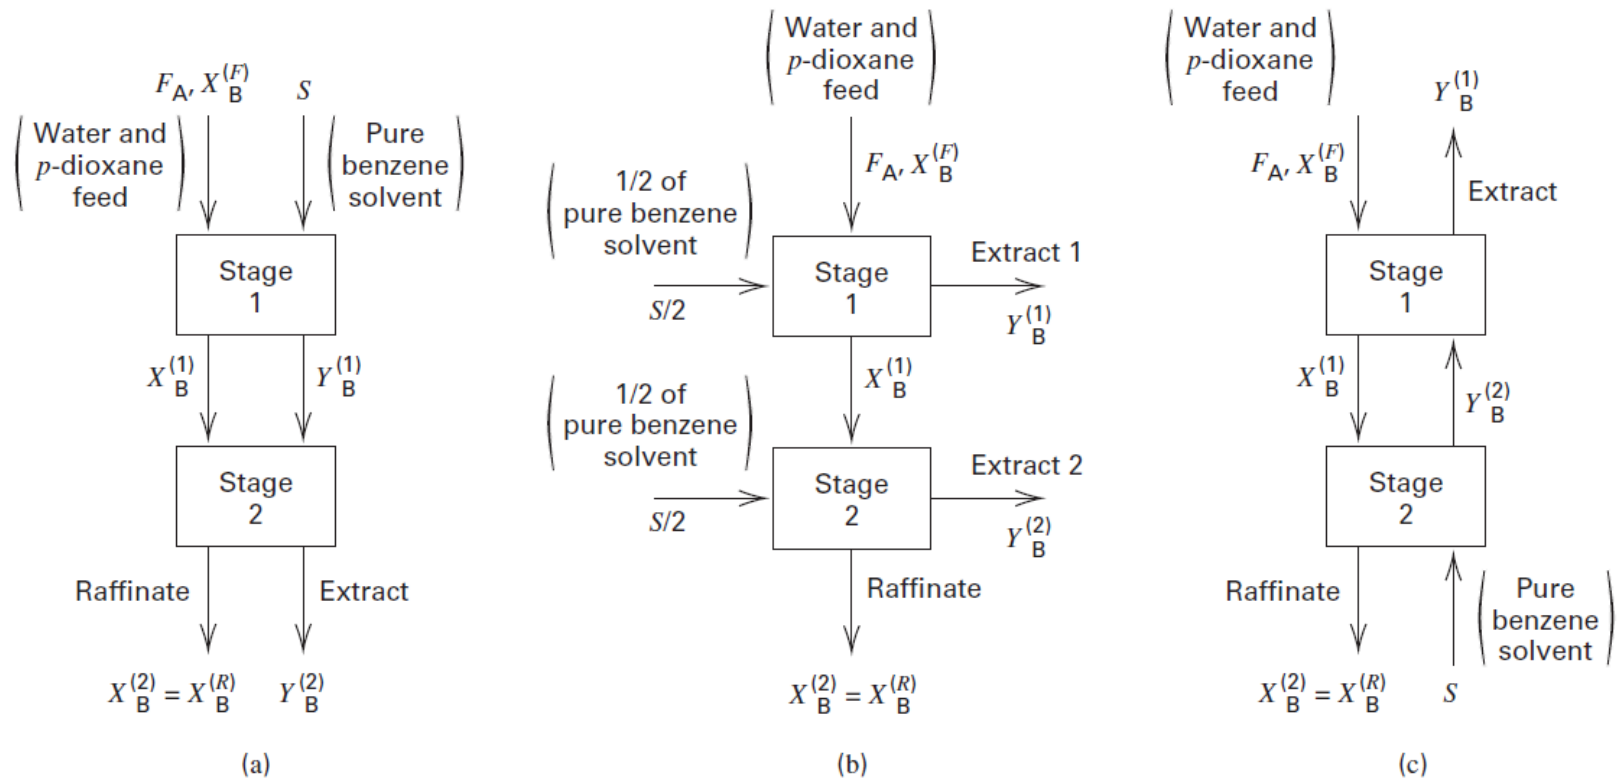 F_A, X_B^(F)
S
Water and
p-dioxane
feed
Pure
benzene
solvent
Stage
1
X_B^(1)
Y_B^(1)
Stage
2
Raffinate
Extract
X_B^(2) = X_B^(R)
Y_B^(2)
(a)
Water and
p-dioxane
feed
F_A, X_B^(F)
1/2 of
pure benzene
solvent
S/2
Stage
1
Extract 1
Y_B^(1)
X_B^(1)
1/2 of
pure benzene
solvent
S/2
Stage
2
Extract 2
Y_B^(2)
Raffinate
X_B^(2) = X_B^(R)
(b)
Water and
p-dioxane
feed
F_A, X_B^(F)
Y_B^(1)
Extract
Stage
1
X_B^(1)
Y_B^(2)
Stage
2
Raffinate
Pure
benzene
solvent
X_B^(2) = X_B^(R)
S
(c)